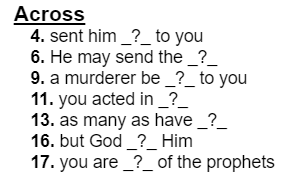 Across
4. sent him _?_ to you
6. He may send the _?_
9. a murderer be _?_ to you
11. you acted in _?_
13. as many as have _?_
16. but God _?_ Him
17. you are _?_ of the prophets